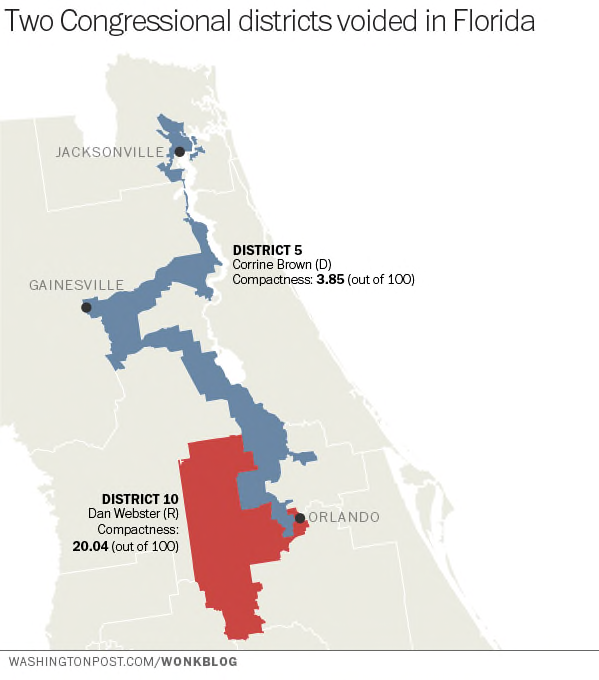 Two Congressional districts voided in Florida
JACKSONVILLE
DISTRICT 5
Corrine Brown (D)
Compactness: 3.85 (out of 100)
GAINESVILLE
DISTRICT 10
Dan Webster (R)
Compactness:
20.04 (out of 100)
ORLANDO
WASHINGTONPOST.COM/WONKBLOG